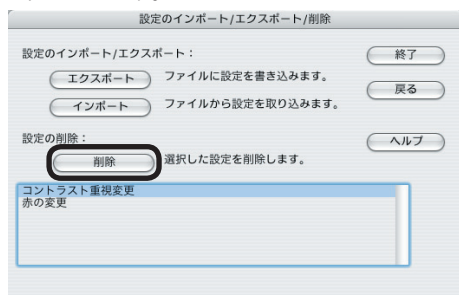 設定のインポート/エクスポート/削除
設定のインポート/エクスポート：
終了
エクスポート ファイルに設定を書き込みます。
戻る
インポート ファイルから設定を取り込みます。
設定の削除：
ヘルプ
削除 選択した設定を削除します。
コントラスト重視変更
赤の変更